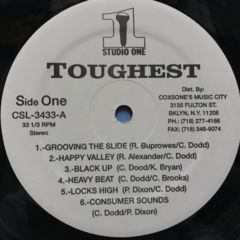 1
STUDIO ONE
TOUGHEST
Side One
CSL-3433-A
33 1/3 RPM
Stereo
Dist. By:
COXSONE'S MUSIC CITY
3135 FULTON ST.
BKLYN, N.Y. 11208
PH: (718) 277-4166
FAX: (718) 348-9074
1.-GROOVING THE SLIDE (R. Buprowes/C. Dodd)
2.-HAPPY VALLEY (R. Alexander/C. Dodd)
3.-BLACK UP (C. Dood/K. Bryan)
4.-HEAVY BEAT (C. Dodd/C. Brooks)
5.-LOCKS HIGH (P. Dixon/C. Dodd)
6.-CONSUMER SOUNDS
(C. Dodd/P. Dixon)